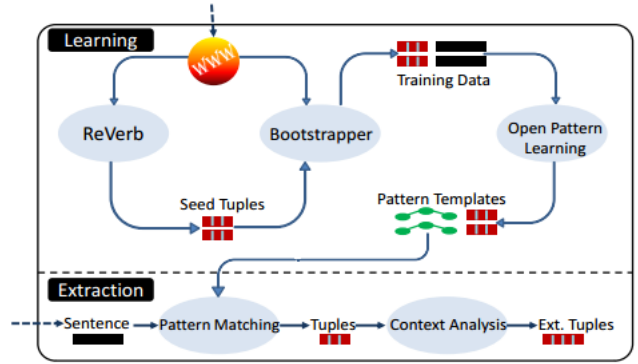 Learning
WWW
ReVerb
Bootstrapper
Training Data
Open Pattern
Learning
Seed Tuples
Pattern Templates
Extraction
Sentence
Pattern Matching
Tuples
Context Analysis
Ext. Tuples